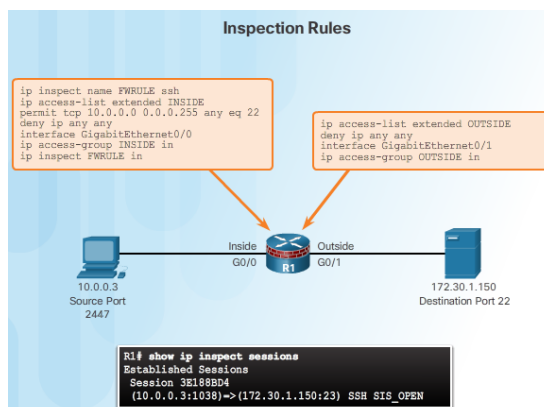 Inspection Rules
ip inspect name FWRULE ssh
ip access-list extended INSIDE
permit tcp 10.0.0.0 0.0.0.255 any eq 22
deny ip any any
interface GigabitEthernet0/0
ip access-group INSIDE in
ip inspect FWRULE in
ip access-list extended OUTSIDE
deny ip any any
interface GigabitEthernet0/1
ip access-group OUTSIDE in
Inside
G0/0
R1
Outside
G0/1
10.0.0.3
Source Port
2447
172.30.1.150
Destination Port 22
R1# show ip inspect sessions
Established Sessions
Session 3E188BD4
(10.0.0.3:1038)=>(172.30.1.150:23) SSH SIS_OPEN